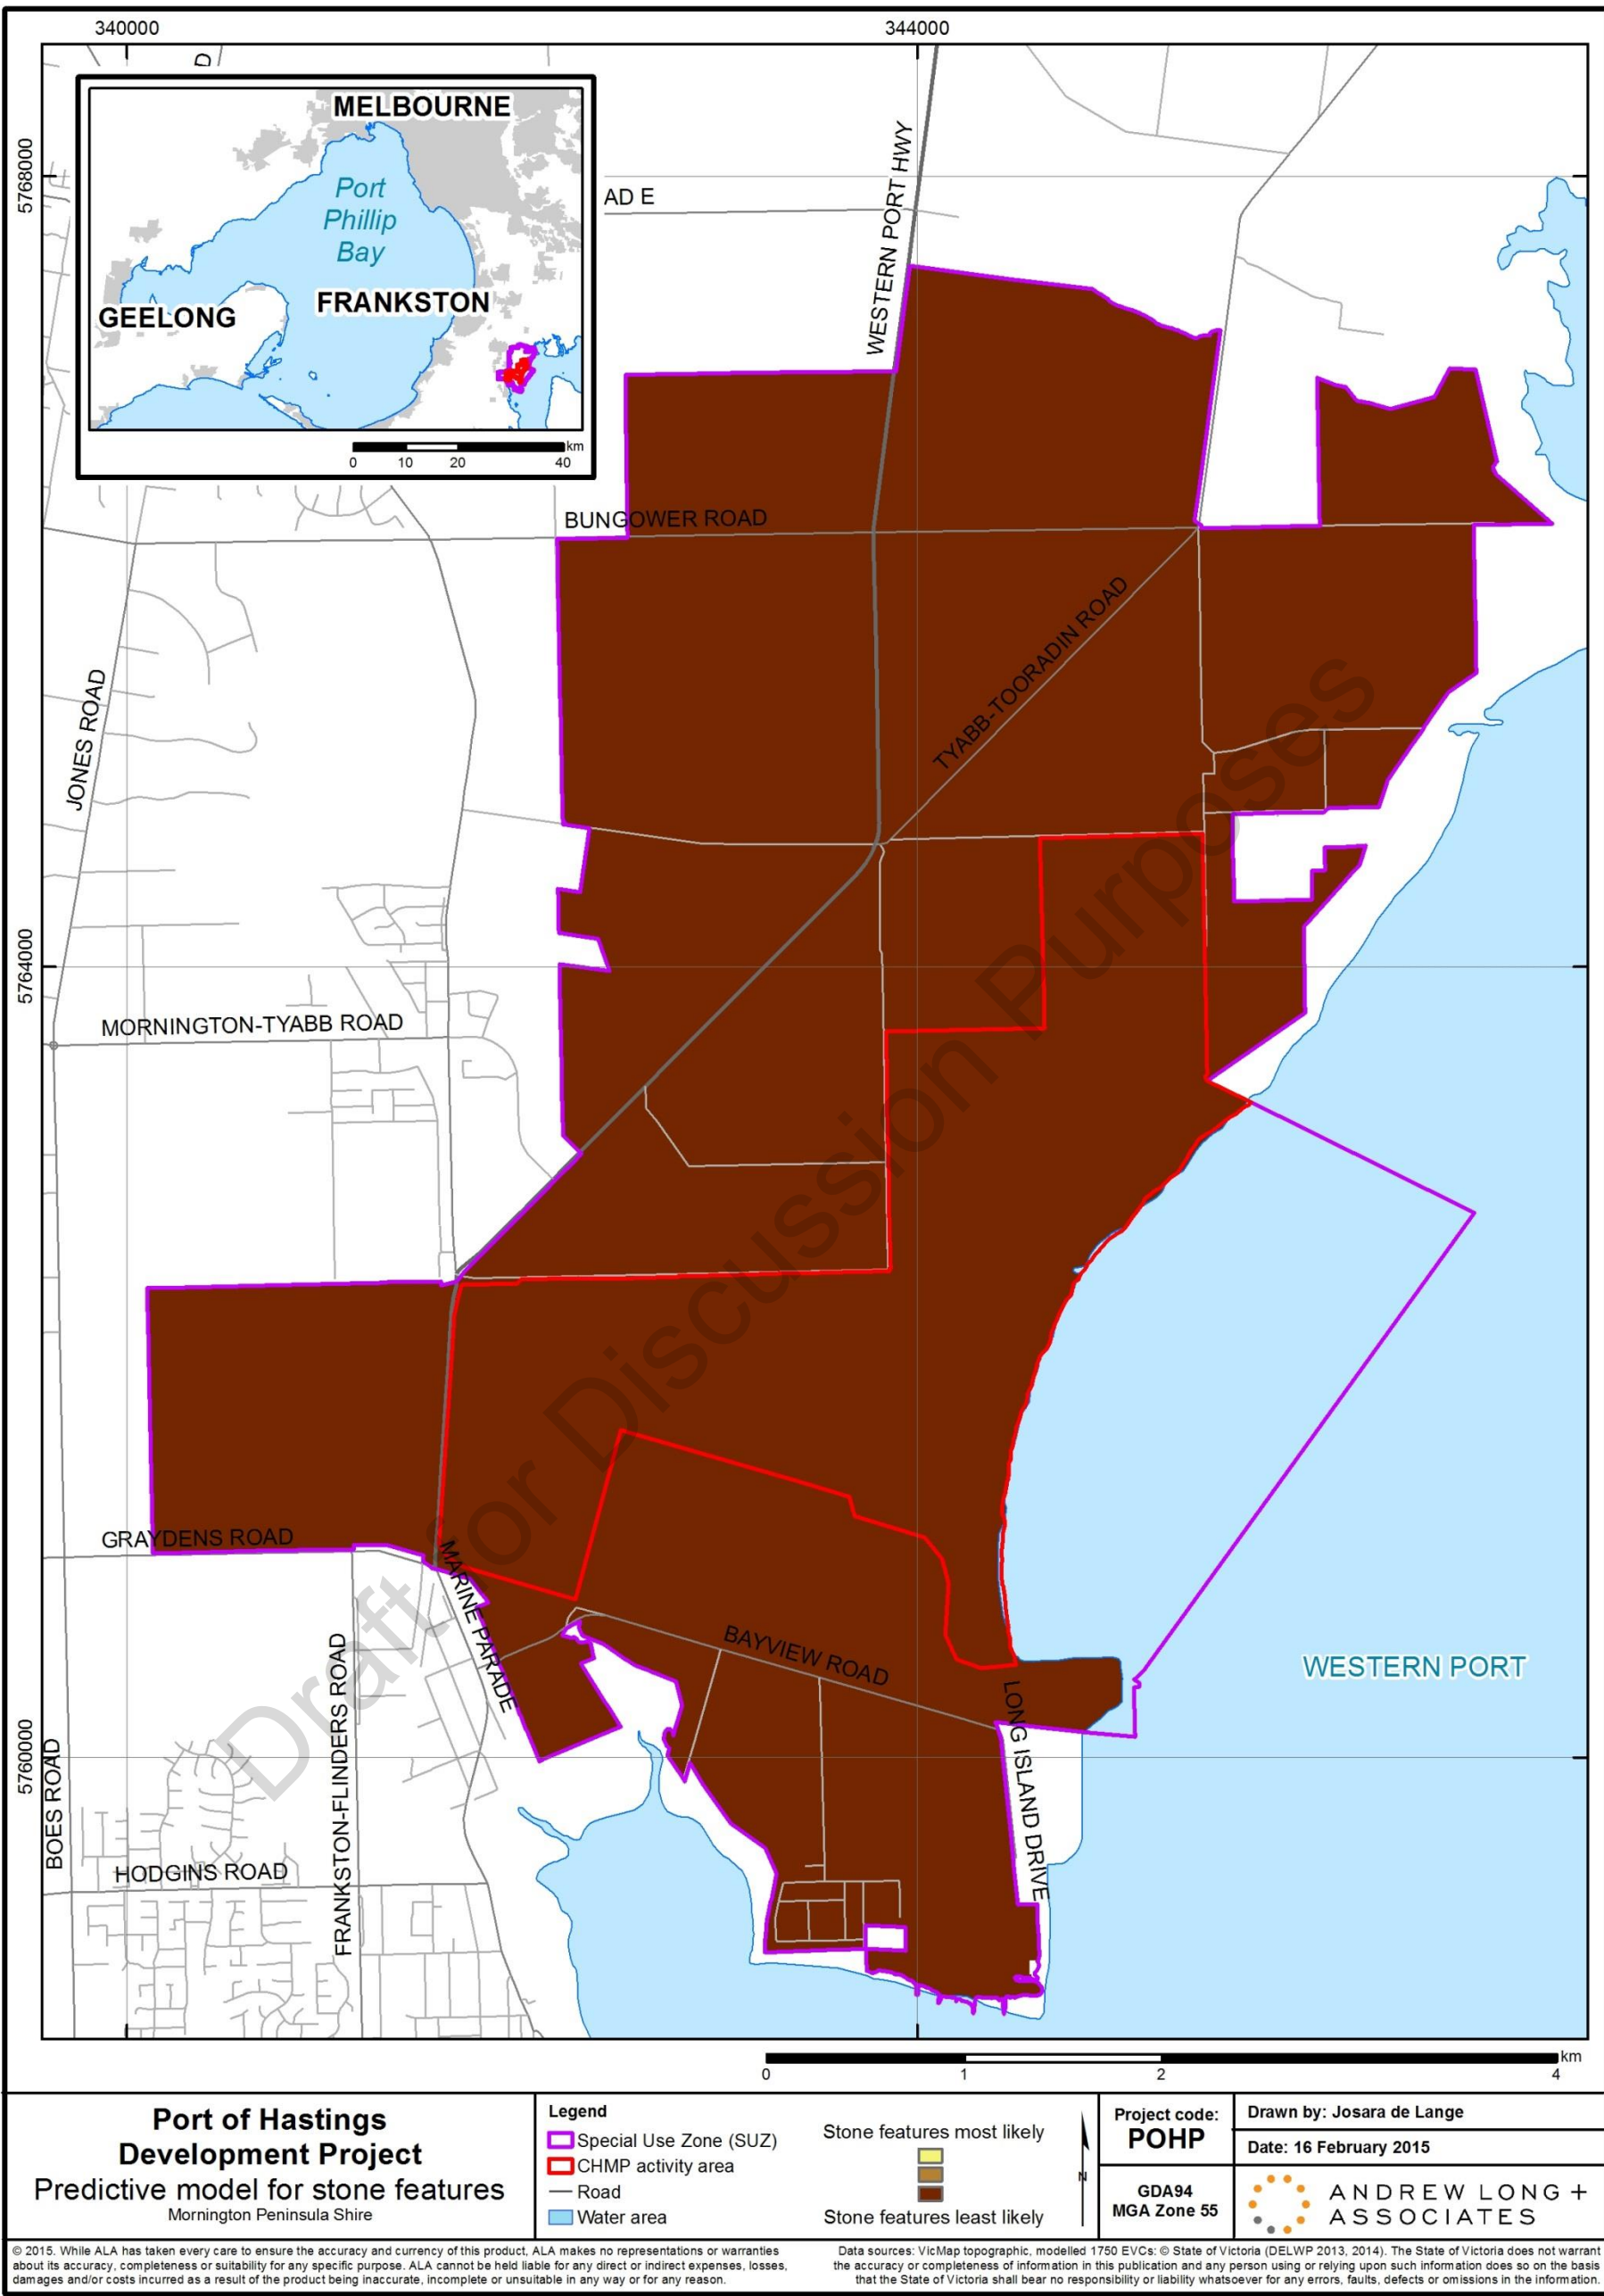 340000
344000
D
MELBOURNE
Port
Phillip
Bay
FRANKSTON
GEELONG
km
0 10 20 40
5768000
AD E
WESTERN PORT HWY
BUNGOWER ROAD
TYABB-TOORADIN ROAD
JONES ROAD
5764000
MORNINGTON-TYABB ROAD
Draft for Discussion Purposes
GRAYDENS ROAD
MARINE PARADE
BAYVIEW ROAD
WESTERN PORT
LONG ISLAND DRIVE
FRANKSTON-FLINDERS ROAD
5760000
BOES ROAD
HODGINS ROAD
km
0 1 2 4
Port of Hastings
Development Project
Predictive model for stone features
Mornington Peninsula Shire
Legend
Special Use Zone (SUZ)
CHMP activity area
Road
Water area
Stone features most likely
Stone features least likely
N
Project code:
POHP
GDA94
MGA Zone 55
Drawn by: Josara de Lange
Date: 16 February 2015
ANDREW LONG +
ASSOCIATES
© 2015. While ALA has taken every care to ensure the accuracy and currency of this product, ALA makes no representations or warranties
about its accuracy, completeness or suitability for any specific purpose. ALA cannot be held liable for any direct or indirect expenses, losses,
damages and/or costs incurred as a result of the product being inaccurate, incomplete or unsuitable in any way or for any reason.
Data sources: VicMap topographic, modelled 1750 EVCs: © State of Victoria (DELWP 2013, 2014). The State of Victoria does not warrant
the accuracy or completeness of information in this publication and any person using or relying upon such information does so on the basis
that the State of Victoria shall bear no responsibility or liability whatsoever for any errors, faults, defects or omissions in the information.